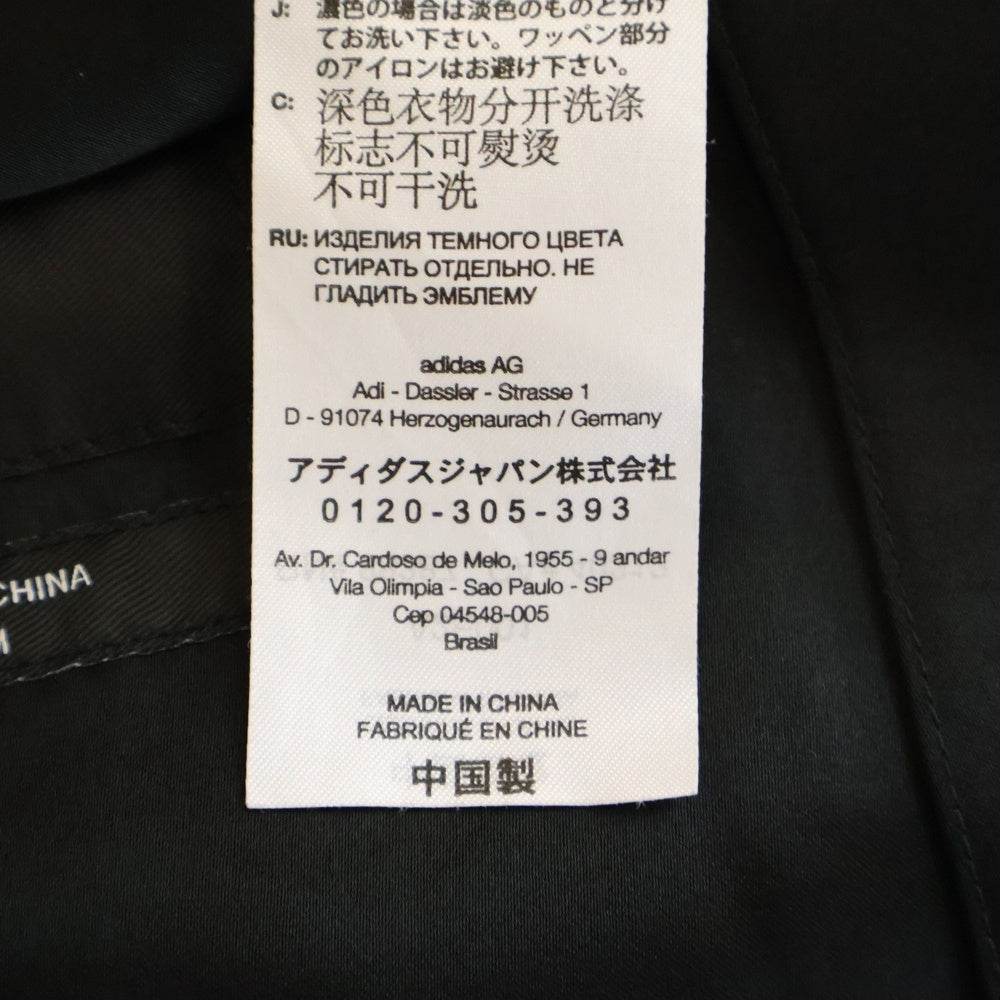 J: 濃色の場合は淡色のものと分け
てお洗い下さい。ワッペン部分
のアイロンはお避け下さい。
C: 深色衣物分开洗涤
标志不可熨烫
不可干洗
RU: ИЗДЕЛИЯ ТЕМНОГО ЦВЕТА
СТИРАТЬ ОТДЕЛЬНО. НЕ
ГЛАДИТЬ ЭМБЛЕМУ
adidas AG
Adi - Dassler - Strasse 1
D - 91074 Herzogenaurach / Germany
アディダスジャパン株式会社
0120-305-393
Av. Dr. Cardoso de Melo, 1955 - 9 andar
Vila Olimpia - Sao Paulo - SP
Cep 04548-005
Brasil
MADE IN CHINA
FABRIQUÉ EN CHINE
中国製
CHINA